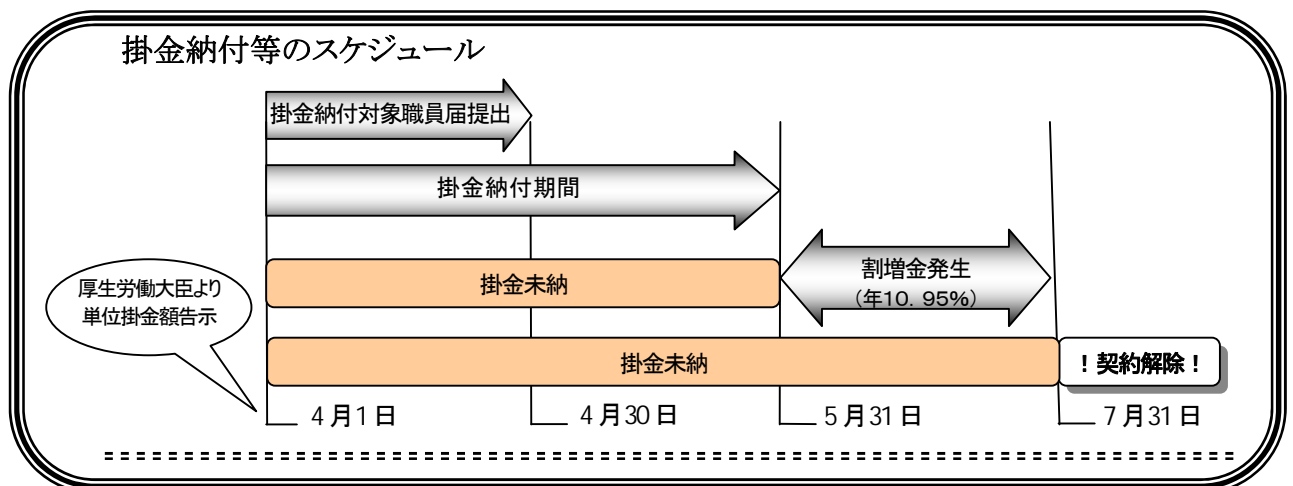 掛金納付等のスケジュール
掛金納付対象職員届提出
掛金納付期間
掛金未納
割増金発生
(年10．95%)
厚生労働大臣より
単位掛金額告示
掛金未納
！契約解除！
4月1日
4月30日
5月31日
7月31日